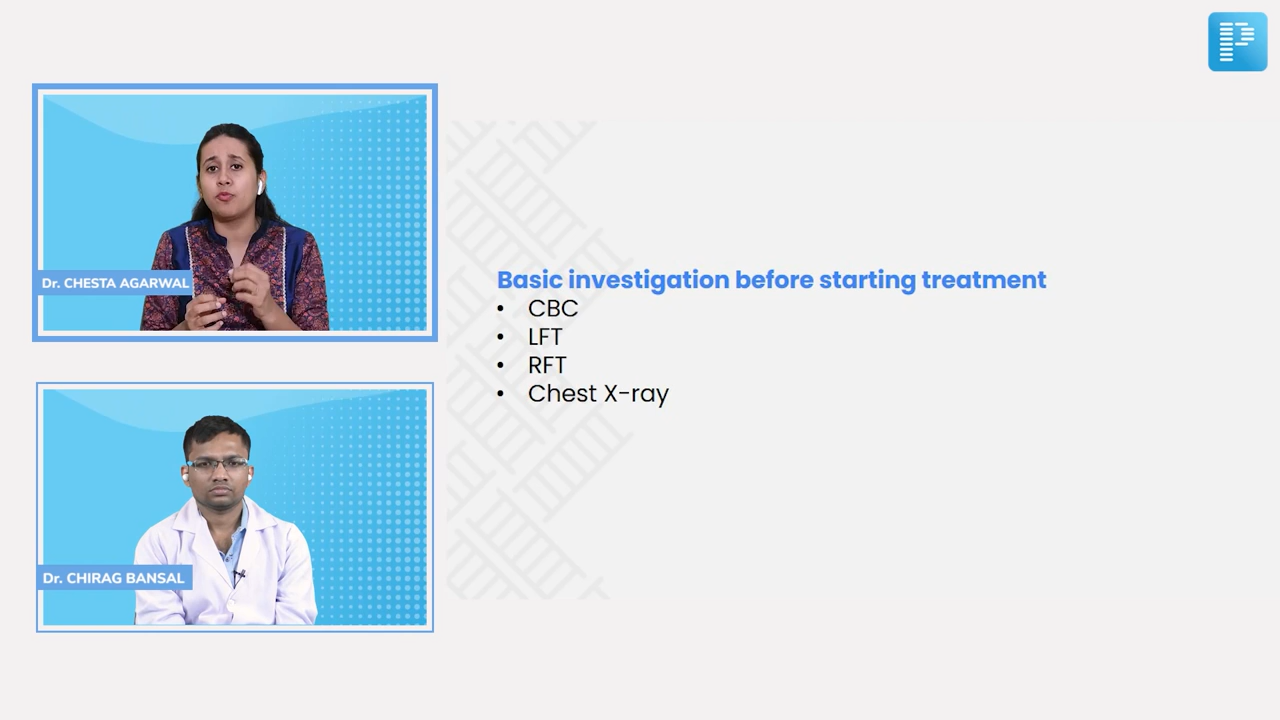 Dr. CHESTA AGARWAL
Dr. CHIRAG BANSAL
Basic investigation before starting treatment
• CBC
• LFT
• RFT
• Chest X-ray